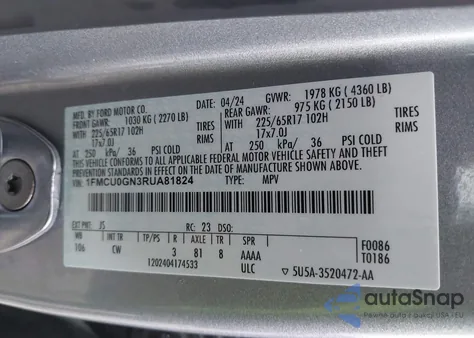 MFD. BY FORD MOTOR CO.
DATE: 04/24 GVWR: 1978 KG ( 4360 LB)
FRONT GAWR: 1030 KG ( 2270 LB)
REAR GAWR: 975 KG ( 2150 LB)
WITH 225/65R17 102H TIRES
17x7.0J RIMS
AT 250 kPa/ 36 PSI COLD
WITH 225/65R17 102H TIRES
17x7.0J RIMS
AT 250 kPa/ 36 PSI COLD
THIS VEHICLE CONFORMS TO ALL APPLICABLE FEDERAL MOTOR VEHICLE SAFETY, BUMPER, AND THEFT
PREVENTION STANDARDS IN EFFECT ON THE DATE OF MANUFACTURE SHOWN ABOVE.
VIN: 1FMCU0GN3RUA81824 TYPE: MPV
EXT PNT: JS RC: 23 DSO:
WB INT TR TP/PS R AXLE TR SPR
106 CW 3 81 8 AAAA
F0086
T0186
1202404174533 ULC
5U5A-3520472-AA
autoSnap